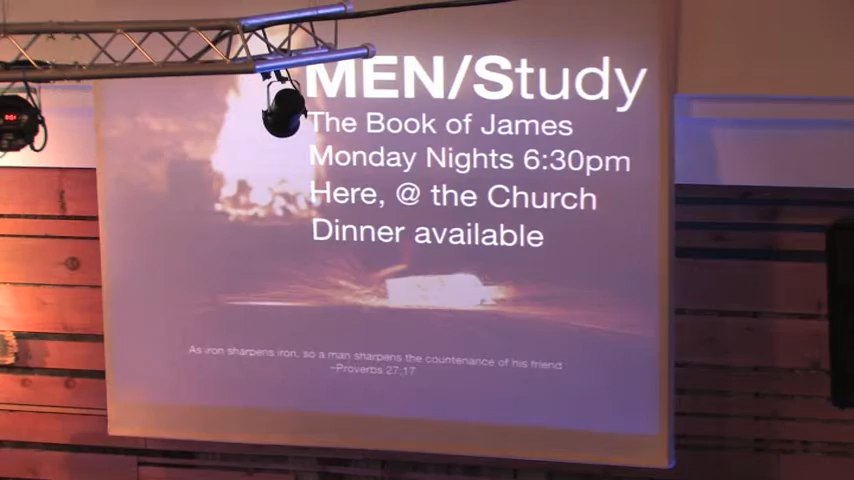 MEN/Study
The Book of James
Monday Nights 6:30pm
Here, @ the Church,
Dinner available!
As iron sharpens iron, so a man sharpens the countenance of his friend.
~Proverbs 27:17